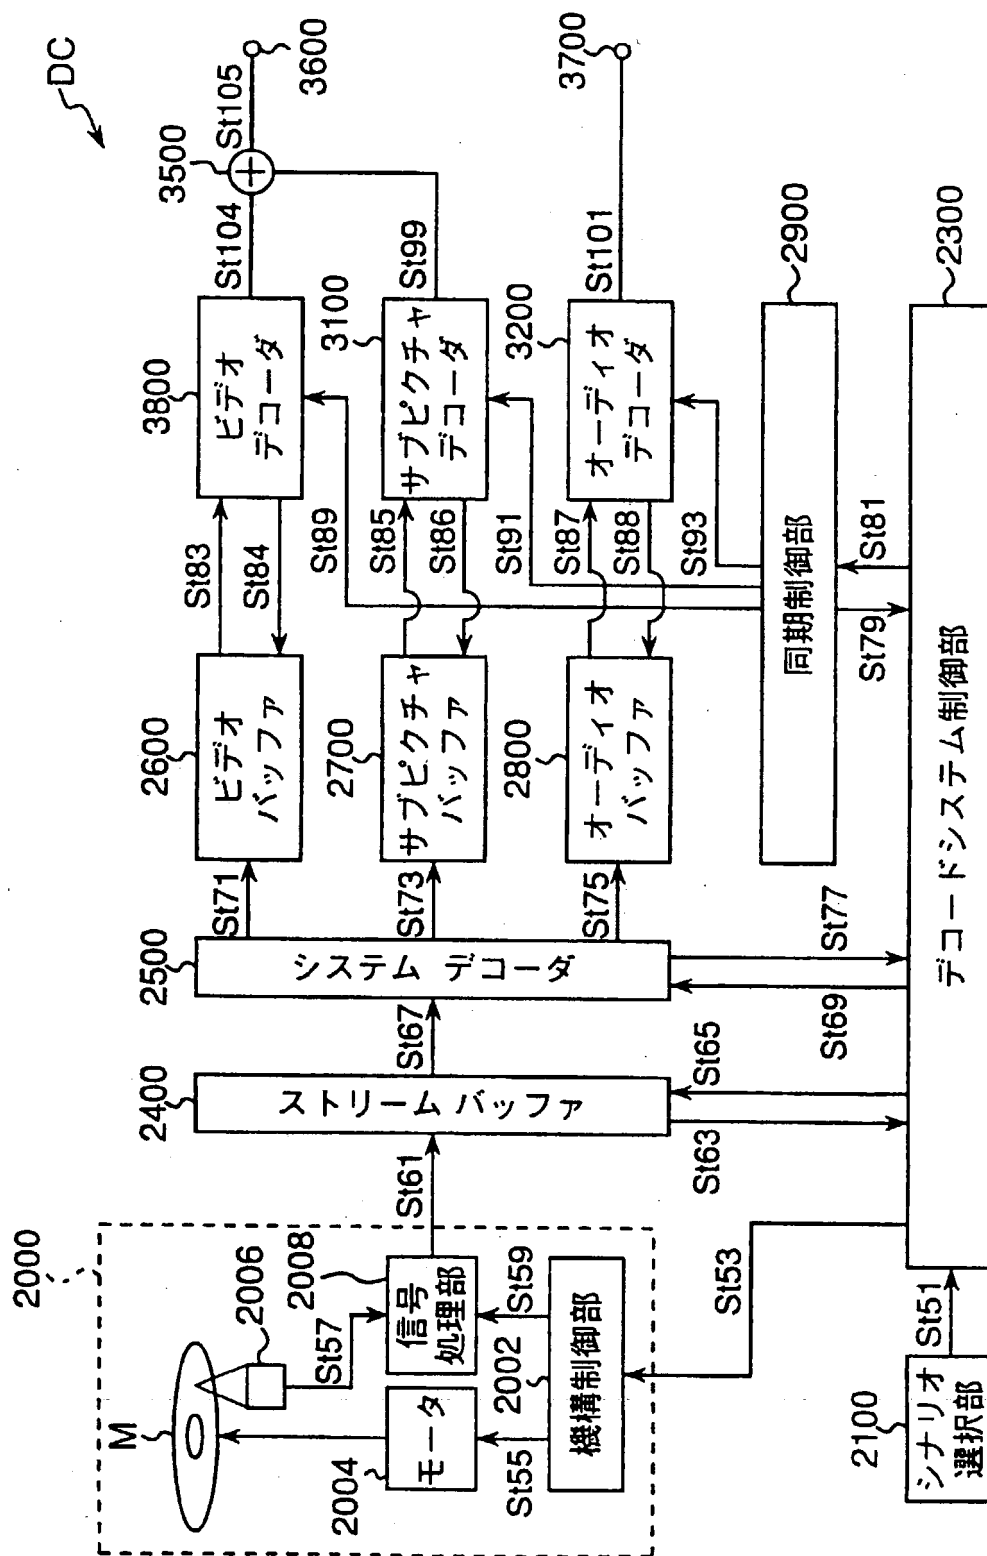 DC
2000
M
2006
2008
信号
処理部
St57
St59
2004
モータ
2002
St55
機構制御部
St61
St53
2100
シナリオ
選択部
St51
2400
ストリーム バッファ
St63
St65
St67
2500
システム デコーダ
St69
St77
St71
St73
St75
2600
ビデオ
バッファ
2700
サブピクチャ
バッファ
2800
オーディオ
バッファ
St83
St84
St89
St85
St86
St91
St87
St88
St93
3800
ビデオ
デコーダ
3100
サブピクチャ
デコーダ
3200
オーディオ
デコーダ
St104
3500
St105
3600
St99
St101
3700
2900
同期制御部
St79
St81
2300
デコードシステム制御部